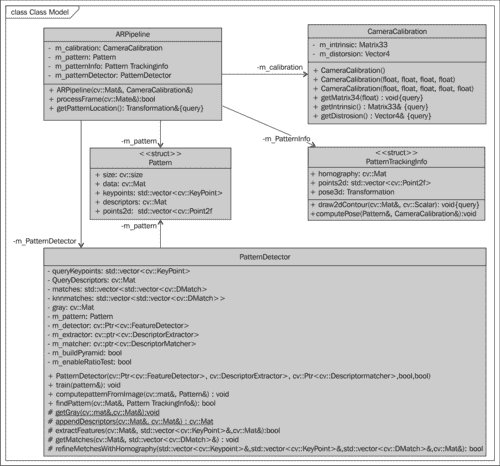 class Class Model
ARPipeline
- m_calibration: CameraCalibration
- m_pattern: Pattern
- m_patternInfo: Pattern Trackinginfo
- m_patternDetector: PatternDetector
+ ARPipeline(cv::Mat&, CameraCalibration&)
+ processFrame(cv::Mate&):bool
+ getPatternLocation(): Transformation&{query}
CameraCalibration
- m_intrinsic: Matrix33
- m_distorsion: Vector4
+ CameraCalibration()
+ CameraCalibration(float, float, float, float)
+ CameraCalibration(float, float, float, float, float)
+ getMatrix34(float) : void{query}
+ getIntrinsic() : Matrix33& {query}
+ getDistrosion() : Vector4& {query}
-m_calibration
-m_pattern
-m_PatternInfo
<<struct>>
Pattern
+ size: cv::size
+ data: cv::Mat
+ keypoints: std::vector<cv::KeyPoint>
+ descriptors: cv::Mat
+ points2d: std::vector<cv::Point2f
<<struct>>
PatternTrackingInfo
+ homography: cv::Mat
+ points2d: std::vector<cv::Point2f>
+ pose3d: Transformation
+ draw2dContour(cv::Mat&, cv::Scalar): void{query}
+computePose(Pattern&, CameraCalibration&):void
-m_pattern
-m_PatternDetector
PatternDetector
- queryKeypoints: std::vector<cv::KeyPoint>
- QueryDescriptors: cv::Mat
- matches: std::vector<std::vector<cv::DMatch>
- knnmatches: std::vector<std::vector<cv::DMatch>>
- gray: cv::Mat
- m_pattern: Pattern
- m_detector: cv::Ptr<cv::FeatureDetector>
- m_extractor: cv::ptr<cv::DescriptorExtractor>
- m_matcher: cv::ptr<cv::DescriptorMatcher>
- m_buildPyramid: bool
- m_enableRatioTest: bool
+ PatternDetector(cv::Ptr<cv::FeatureDetector>, cv::DescriptorExtractor>, cv::Ptr<cv::DescriptorMatcher>,bool,bool)
+ train(pattern&): void
+ computepatternFromImage(cv::mat&, Pattern&) : void
+ findPattern(cv::Mat&, Pattern TrackingInfo&): bool
# getGray(cv::mat&,cv::Mat&):void
# appendDescriptors(cv::Mat&, cv::Mat&) : cv::Mat
# extractFeatures(cv::Mat&, std::vector<cv::KeyPoint>&,cv::Mat&):bool
# getMatches(cv::Mat&, std::vector<cv::DMatch>&) : void
# refineMetchesWithHomography(std::vector<cv::Keypoint>&,std::vector<cv::KeyPoint>&,std::vector<cv::DMatch>&,cv::Mat&): bool